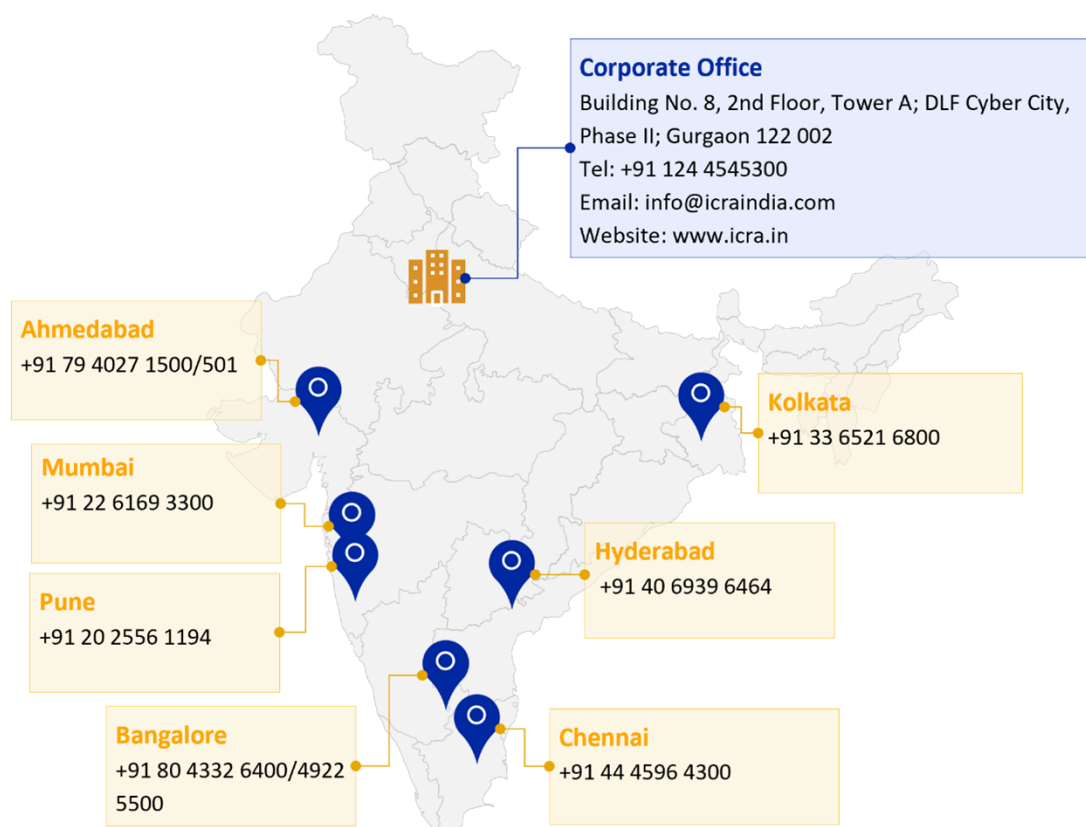 Corporate Office
Building No. 8, 2nd Floor, Tower A; DLF Cyber City,
Phase II; Gurgaon 122 002
Tel: +91 124 4545300
Email: info@icraindia.com
Website: www.icra.in
Ahmedabad
+91 79 4027 1500/501
Kolkata
+91 33 6521 6800
Mumbai
+91 22 6169 3300
Hyderabad
+91 40 6939 6464
Pune
+91 20 2556 1194
Bangalore
+91 80 4332 6400/4922
5500
Chennai
+91 44 4596 4300